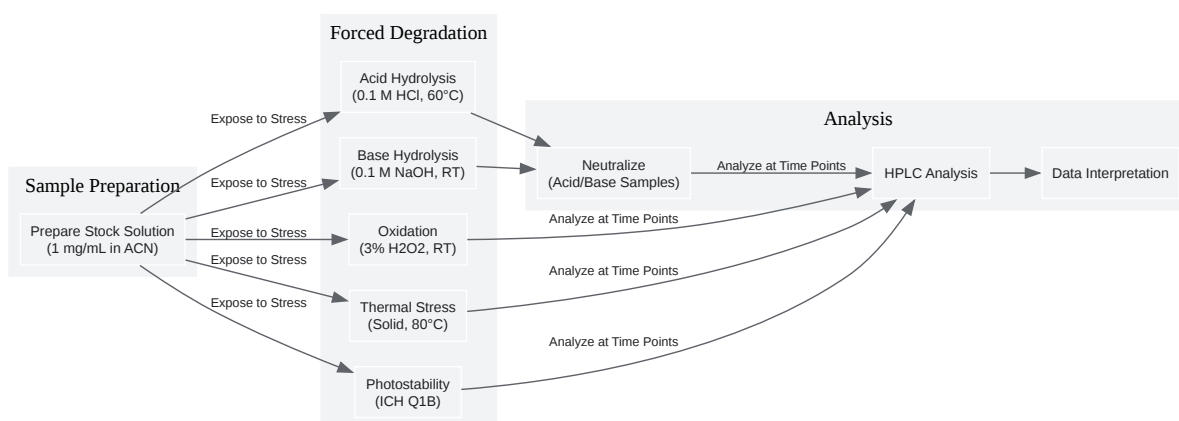 Sample Preparation
Prepare Stock Solution
(1 mg/mL in ACN)
Expose to Stress
Expose to Stress
Expose to Stress
Expose to Stress
Expose to Stress
Forced Degradation
Acid Hydrolysis
(0.1 M HCl, 60°C)
Base Hydrolysis
(0.1 M NaOH, RT)
Oxidation
(3% H2O2, RT)
Thermal Stress
(Solid, 80°C)
Photostability
(ICH Q1B)
Analysis
Neutralize
(Acid/Base Samples)
Analyze at Time Points
Analyze at Time Points
Analyze at Time Points
Analyze at Time Points
HPLC Analysis
Data Interpretation